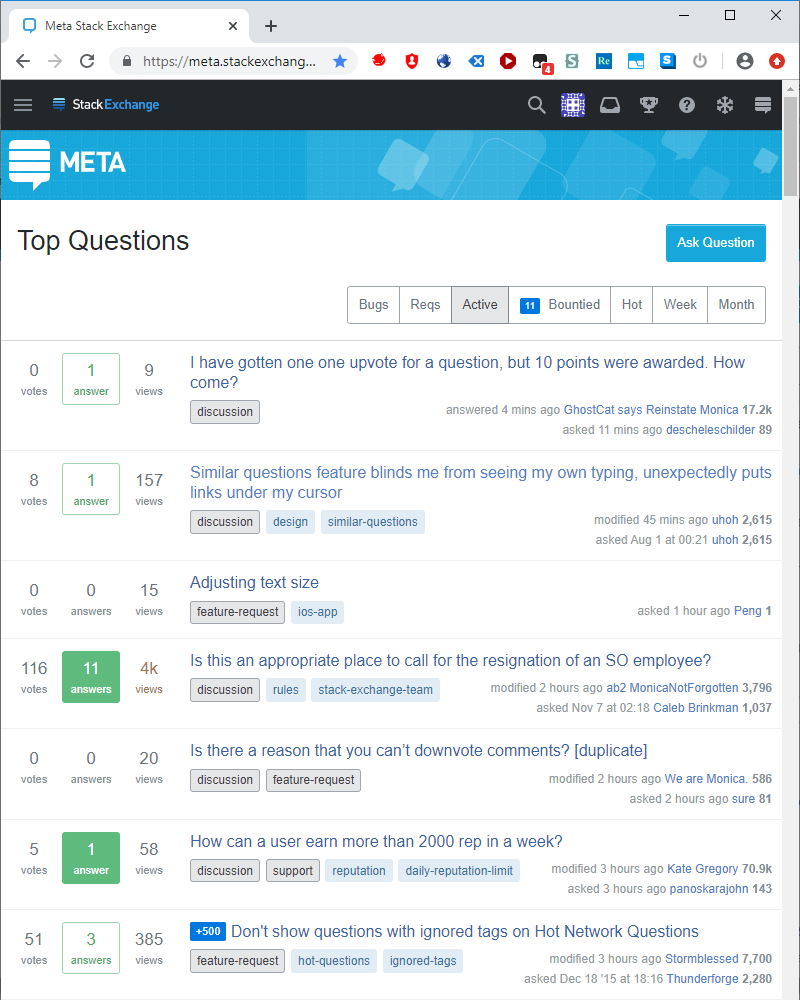 Meta Stack Exchange
https://meta.stackexchang...
4
S
Re
S
StackExchange
META
Top Questions
Ask Question
Bugs Reqs Active 11 Bountied Hot Week Month
0 votes 1 answer 9 views
I have gotten one one upvote for a question, but 10 points were awarded. How
come?
discussion
answered 4 mins ago GhostCat says Reinstate Monica 17.2k
asked 11 mins ago descheleschilder 89
8 votes 1 answer 157 views
Similar questions feature blinds me from seeing my own typing, unexpectedly puts
links under my cursor
discussion design similar-questions
modified 45 mins ago uhoh 2,615
asked Aug 1 at 00:21 uhoh 2,615
0 votes 0 answers 15 views
Adjusting text size
feature-request ios-app
asked 1 hour ago Peng 1
116 votes 11 answers 4k views
Is this an appropriate place to call for the resignation of an SO employee?
discussion rules stack-exchange-team
modified 2 hours ago ab2 MonicaNotForgotten 3,796
asked Nov 7 at 02:18 Caleb Brinkman 1,037
0 votes 0 answers 20 views
Is there a reason that you can’t downvote comments? [duplicate]
discussion feature-request
modified 2 hours ago We are Monica. 586
asked 2 hours ago sure 81
5 votes 1 answer 58 views
How can a user earn more than 2000 rep in a week?
discussion support reputation daily-reputation-limit
modified 3 hours ago Kate Gregory 70.9k
asked 3 hours ago panoskarajohn 143
51 votes 3 answers 385 views
+500 Don't show questions with ignored tags on Hot Network Questions
feature-request hot-questions ignored-tags
modified 3 hours ago Stormblessed 7,700
asked Dec 18 '15 at 18:16 Thunderforge 2,280